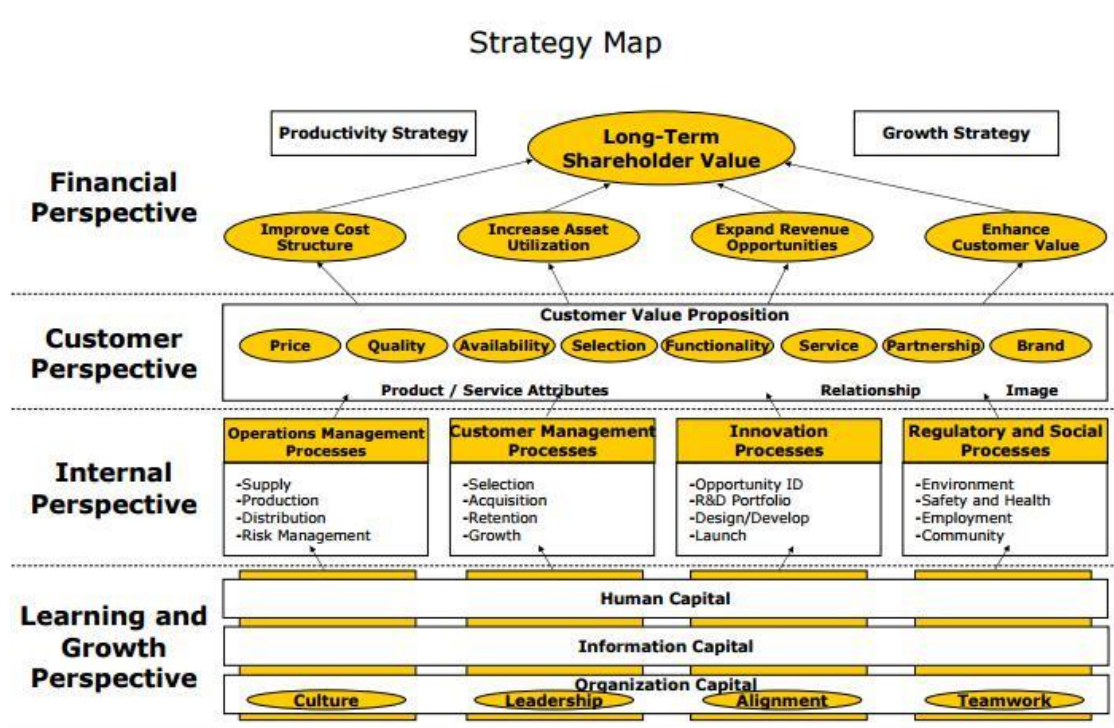 Strategy Map
Productivity Strategy
Long-Term
Shareholder Value
Growth Strategy
Financial
Perspective
Improve Cost
Structure
Increase Asset
Utilization
Expand Revenue
Opportunities
Enhance
Customer Value
Customer
Perspective
Customer Value Proposition
Price
Quality
Availability
Selection
Functionality
Service
Partnership
Brand
Product / Service Attributes
Relationship
Image
Internal
Perspective
Operations Management
Processes
-Supply
-Production
-Distribution
-Risk Management
Customer Management
Processes
-Selection
-Acquisition
-Retention
-Growth
Innovation
Processes
-Opportunity ID
-R&D Portfolio
-Design/Develop
-Launch
Regulatory and Social
Processes
-Environment
-Safety and Health
-Employment
-Community
Learning and
Growth
Perspective
Human Capital
Information Capital
Organization Capital
Culture
Leadership
Alignment
Teamwork